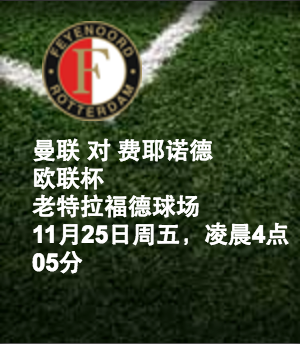 FEYENOORD
F
ROTTERDAM
曼联 对 费耶诺德
欧联杯
老特拉福德球场
11月25日周五，凌晨4点
05分